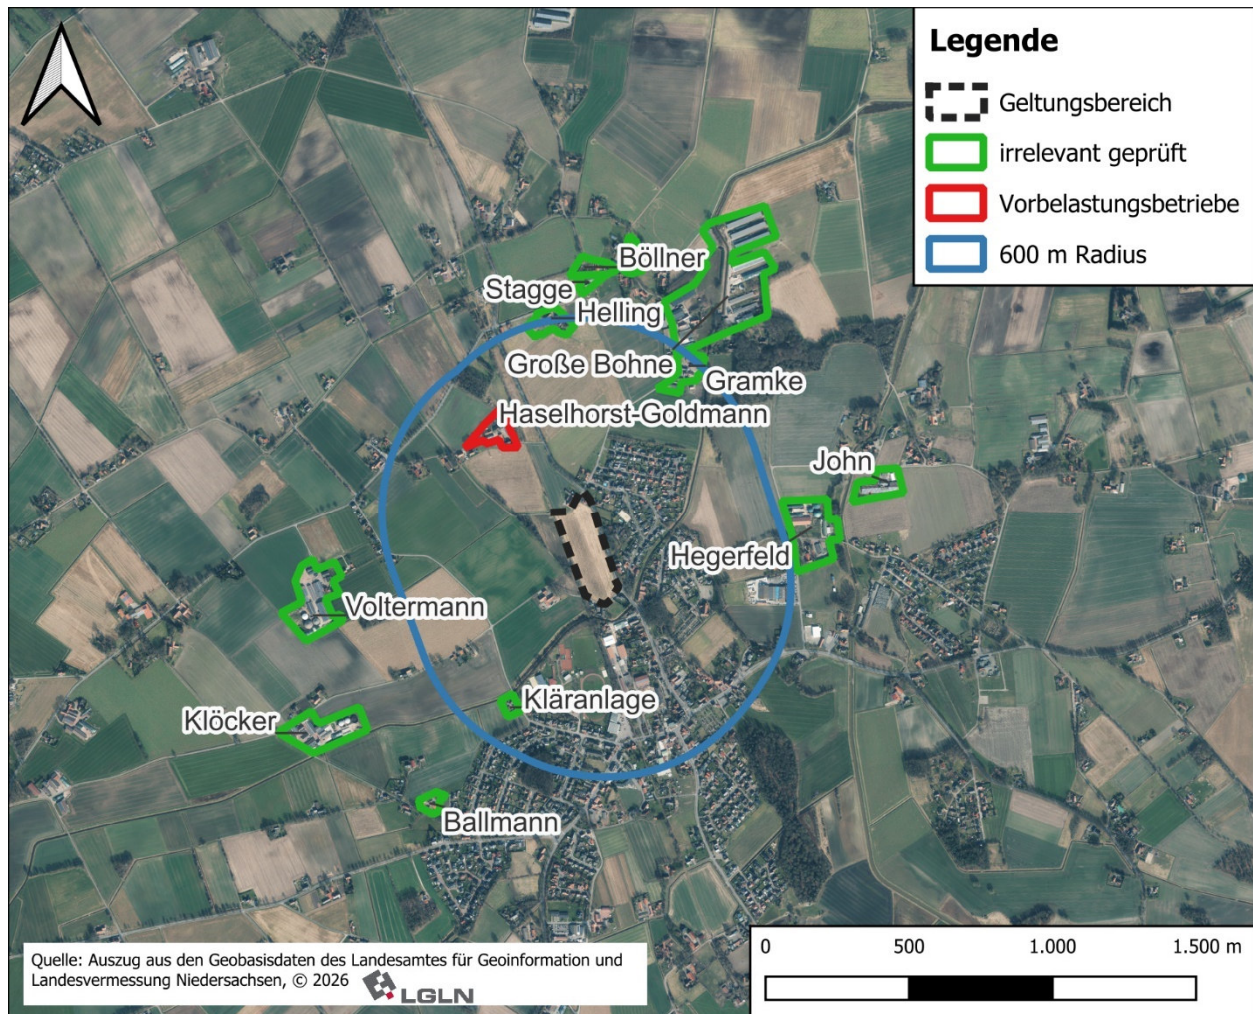 Legende
Geltungsbereich
irrelevant geprüft
Vorbelastungsbetriebe
600 m Radius
Böllner
Stagge
Helling
Große Bohne
Gramke
Haselhorst-Goldmann
John
Hegerfeld
Voltermann
Kläranlage
Klöcker
Ballmann
Quelle: Auszug aus den Geobasisdaten des Landesamtes für Geoinformation und
Landesvermessung Niedersachsen, © 2026
LGLN
0 500 1.000 1.500 m